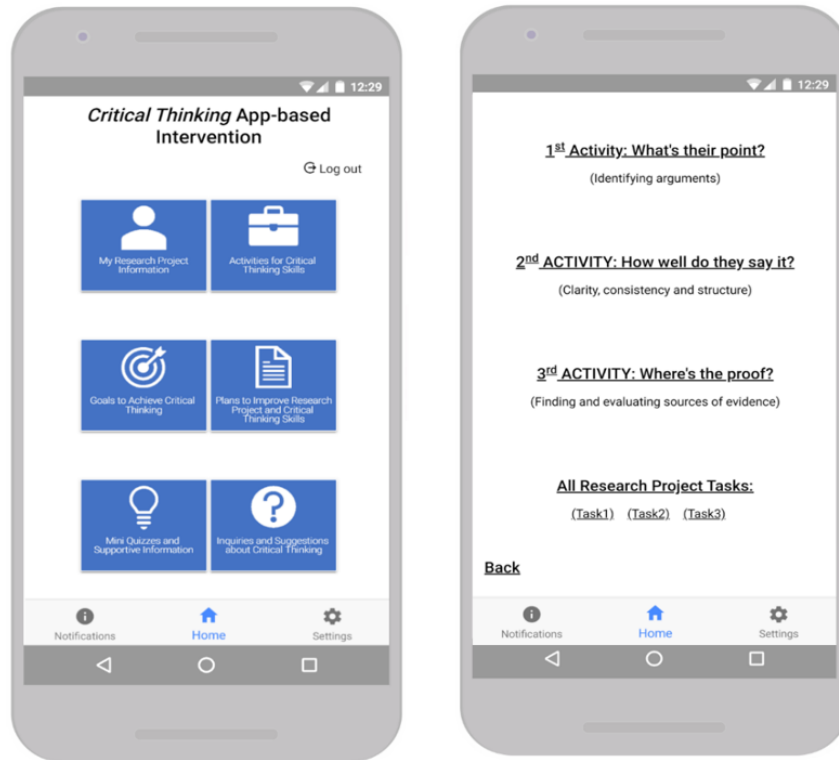 12:29
Critical Thinking App-based
Intervention
Log out
My Research Project
Information
Activities for Critical
Thinking Skills
Goals to Achieve Critical
Thinking
Plans to Improve Research
Project and Critical
Thinking Skills
Mini Quizzes and
Supportive Information
Inquiries and Suggestions
about Critical Thinking
Notifications
Home
Settings
12:29
1st Activity: What's their point?
(Identifying arguments)
2nd ACTIVITY: How well do they say it?
(Clarity, consistency and structure)
3rd ACTIVITY: Where's the proof?
(Finding and evaluating sources of evidence)
All Research Project Tasks:
(Task1) (Task2) (Task3)
Back
Notifications
Home
Settings